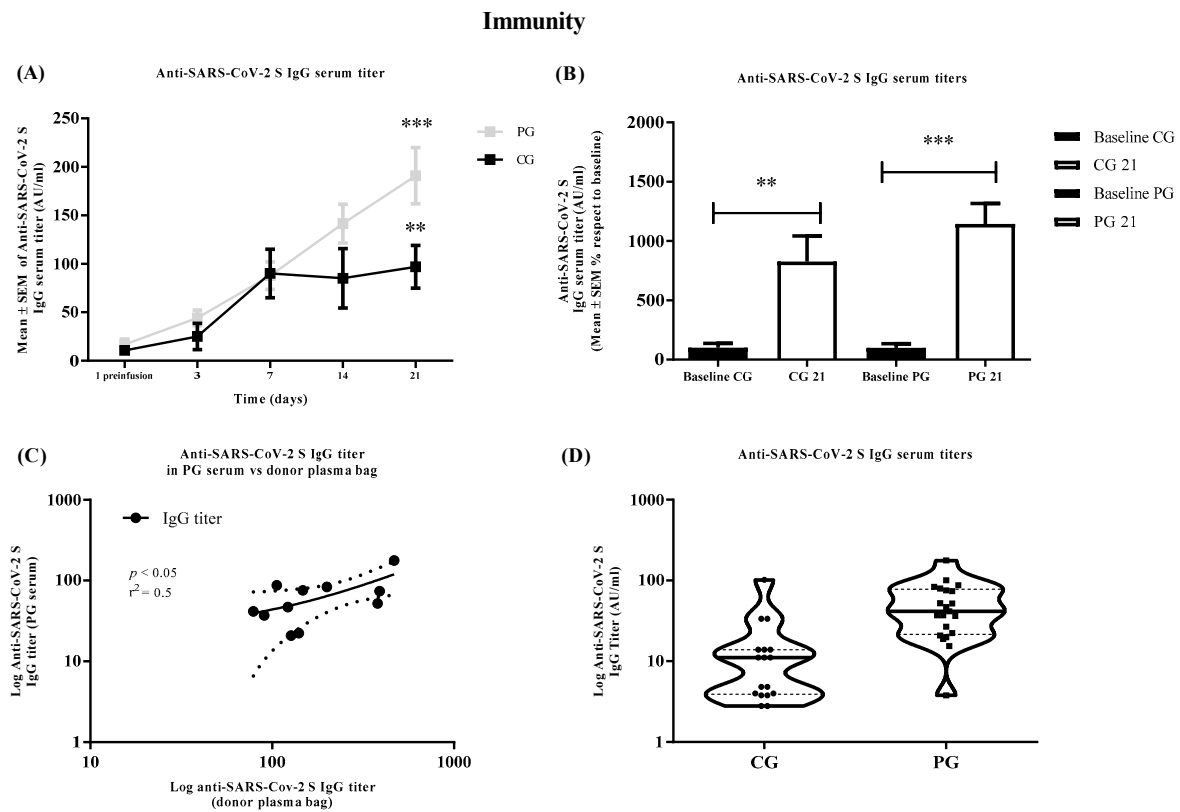 Immunity
(A)
Anti-SARS-CoV-2 S IgG serum titer
Mean ± SEM of Anti-SARS-CoV-2 S
IgG serum titer (AU/ml)
250
200
150
100
50
0
***
**
PG
CG
1 preinfusion
3
7
14
21
Time (days)
(B)
Anti-SARS-CoV-2 S IgG serum titers
Anti-SARS-CoV-2 S
IgG serum titer (AU/ml)
(Mean ± SEM % respect to baseline)
2000
1500
1000
500
0
**
***
Baseline CG
CG 21
Baseline PG
PG 21
Baseline CG
CG 21
Baseline PG
PG 21
(C)
Anti-SARS-CoV-2 S IgG titer
in PG serum vs donor plasma bag
Log Anti-SARS-CoV-2 S
IgG titer (PG serum)
1000
100
10
1
IgG titer
p < 0.05
r² = 0.5
10
100
1000
Log anti-SARS-Cov-2 S IgG titer
(donor plasma bag)
(D)
Anti-SARS-CoV-2 S IgG serum titers
Log Anti-SARS-CoV-2 S
IgG Titer (AU/ml)
1000
100
10
1
CG
PG